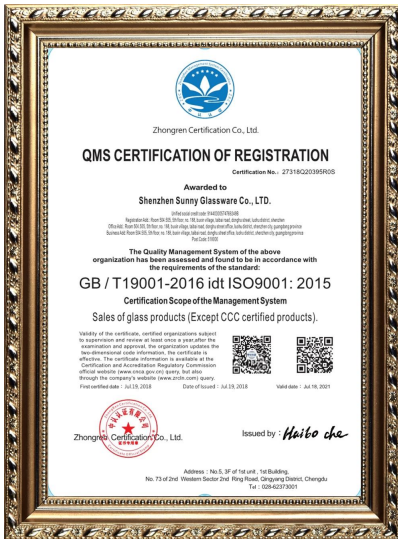 Zhongren Certification Co., Ltd.
QMS CERTIFICATION OF REGISTRATION
Certification No.: 27318Q20395R0S
Awarded to
Shenzhen Sunny Glassware Co., LTD.
The Quality Management System of the above
organization has been assessed and found to be in accordance with
the requirements of the standard:
GB / T19001-2016 idt ISO9001: 2015
Certification Scope of the Management System
Sales of glass products (Except CCC certified products).
Validity of the certificate, certified organizations subject
to supervision and review at least once a year,after the
examination and approval, the organization updates the
two-dimensional code information, the certificate is
effective. The certificate information is available at the
Certification and Accreditation Regulatory Commission
official website (www.cnca.gov.cn) query, but also
through the company's website (www.zrcln.com) query.
First certified date : Jul.19, 2018
Date of Issued : Jul.19, 2018
Valid date : Jul 18, 2021
Zhongren Certification Co., Ltd.
Issued by : Haibo che
Address : No.5, 3F of 1st unit , 1st Building,
No. 73 of 2nd Western Sector 2nd Ring Road, Qingyang District, Chengdu
Tel : 028-62373001